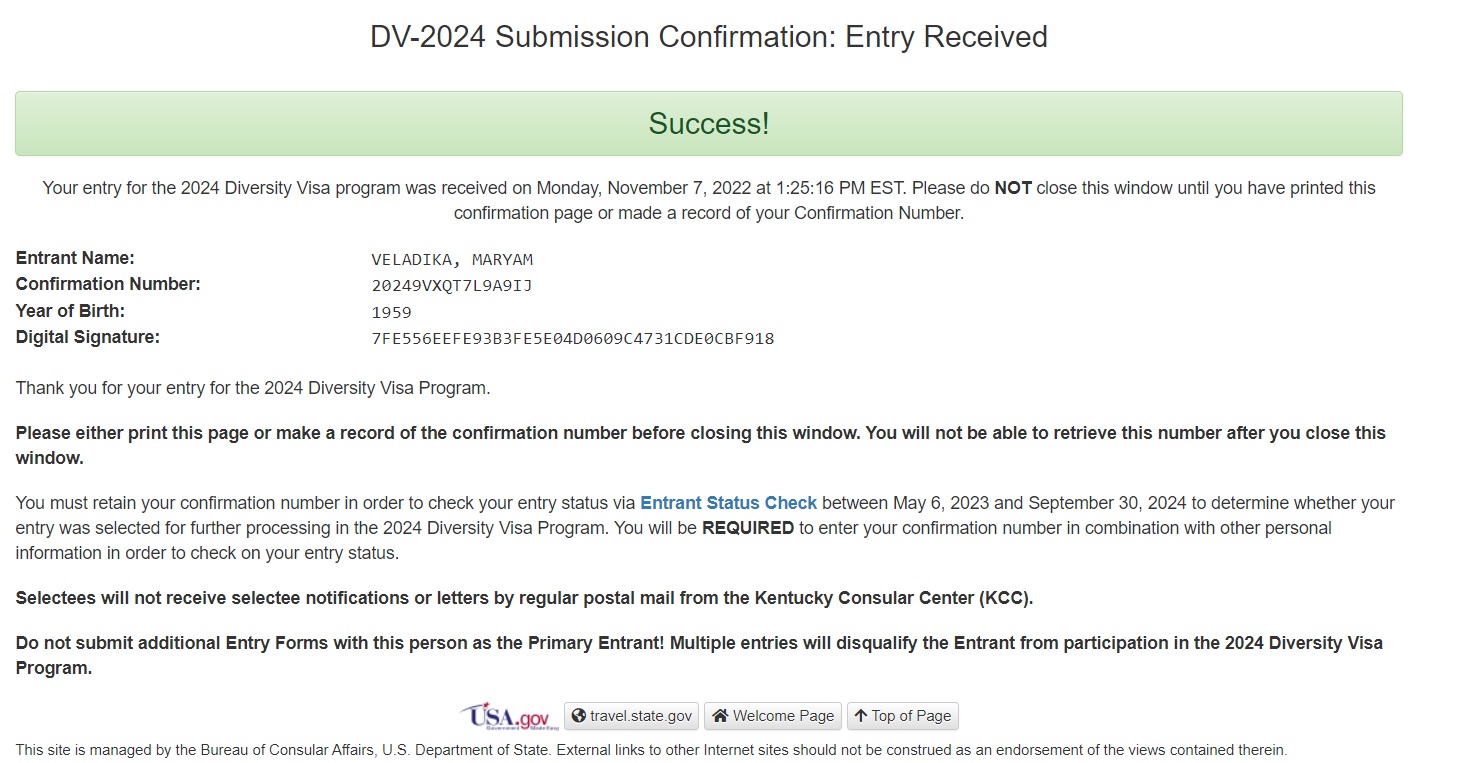 DV-2024 Submission Confirmation: Entry Received
Success!
Your entry for the 2024 Diversity Visa program was received on Monday, November 7, 2022 at 1:25:16 PM EST. Please do NOT close this window until you have printed this
confirmation page or made a record of your Confirmation Number.
Entrant Name: VELADIKA, MARYAM
Confirmation Number: 20249VXQT7L9A9IJ
Year of Birth: 1959
Digital Signature: 7FE556EEFE93B3FE5E04D0609C4731CDE0CBF918
Thank you for your entry for the 2024 Diversity Visa Program.
Please either print this page or make a record of the confirmation number before closing this window. You will not be able to retrieve this number after you close this
window.
You must retain your confirmation number in order to check your entry status via Entrant Status Check between May 6, 2023 and September 30, 2024 to determine whether your
entry was selected for further processing in the 2024 Diversity Visa Program. You will be REQUIRED to enter your confirmation number in combination with other personal
information in order to check on your entry status.
Selectees will not receive selectee notifications or letters by regular postal mail from the Kentucky Consular Center (KCC).
Do not submit additional Entry Forms with this person as the Primary Entrant! Multiple entries will disqualify the Entrant from participation in the 2024 Diversity Visa
Program.
USA.gov travel.state.gov Welcome Page Top of Page
This site is managed by the Bureau of Consular Affairs, U.S. Department of State. External links to other Internet sites should not be construed as an endorsement of the views contained therein.